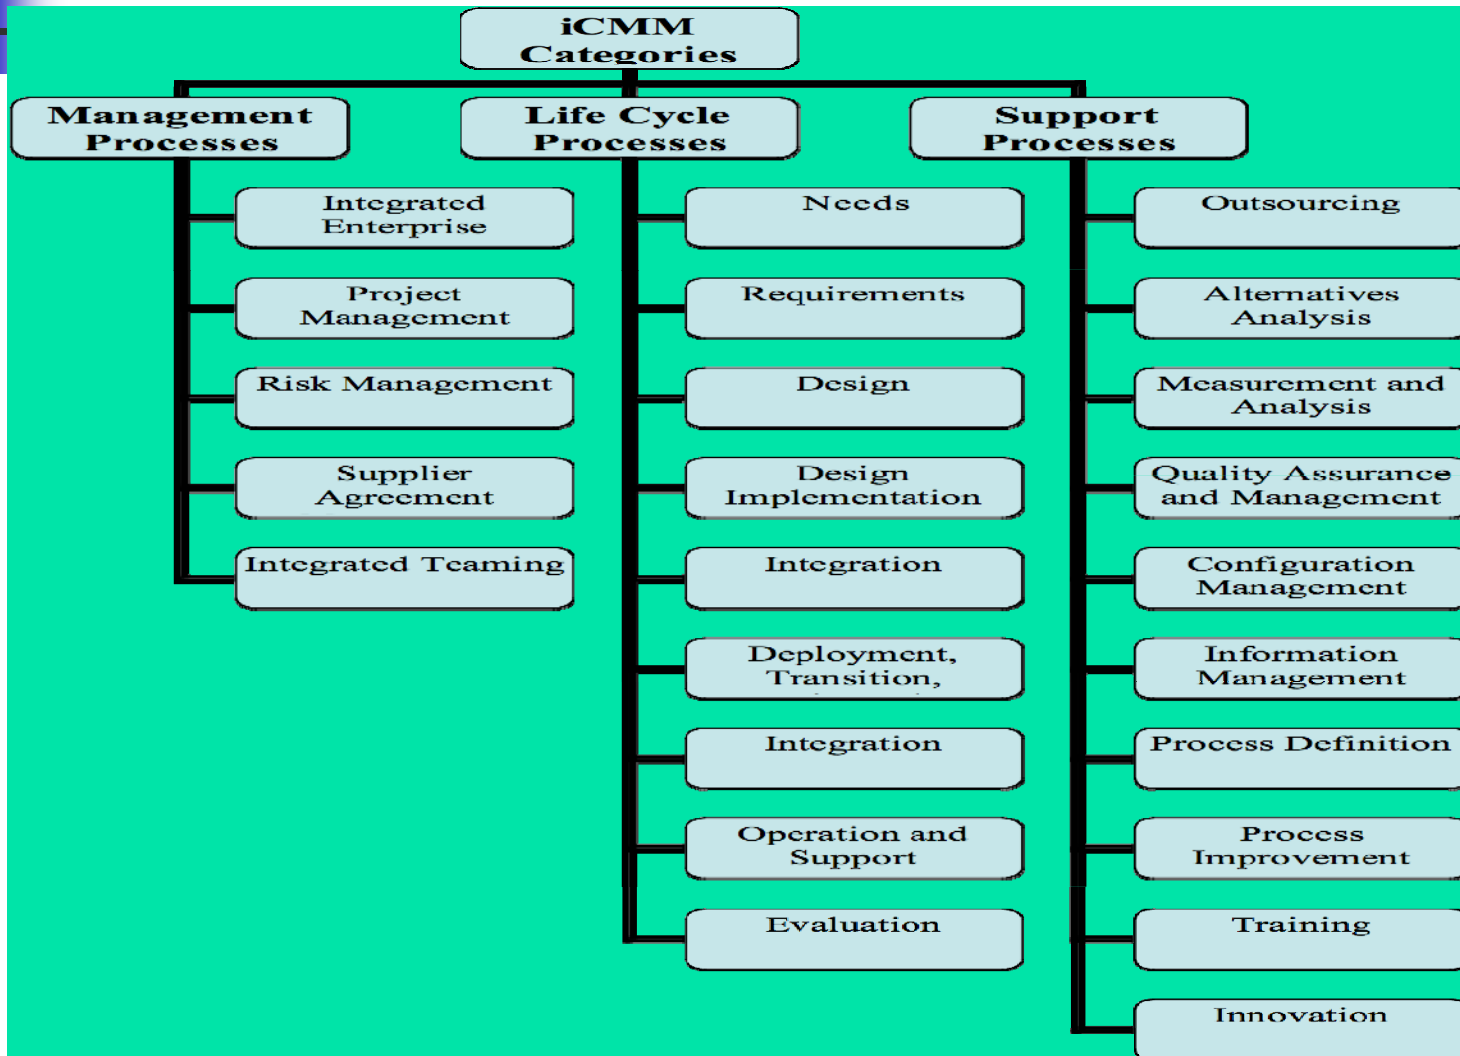 iCMM
Categories
Management
Processes
Integrated
Enterprise
Project
Management
Risk Management
Supplier
Agreement
Integrated Teaming
Life Cycle
Processes
Needs
Requirements
Design
Design
Implementation
Integration
Deployment,
Transition,
Integration
Operation and
Support
Evaluation
Support
Processes
Outsourcing
Alternatives
Analysis
Measurement and
Analysis
Quality Assurance
and Management
Configuration
Management
Information
Management
Process Definition
Process
Improvement
Training
Innovation